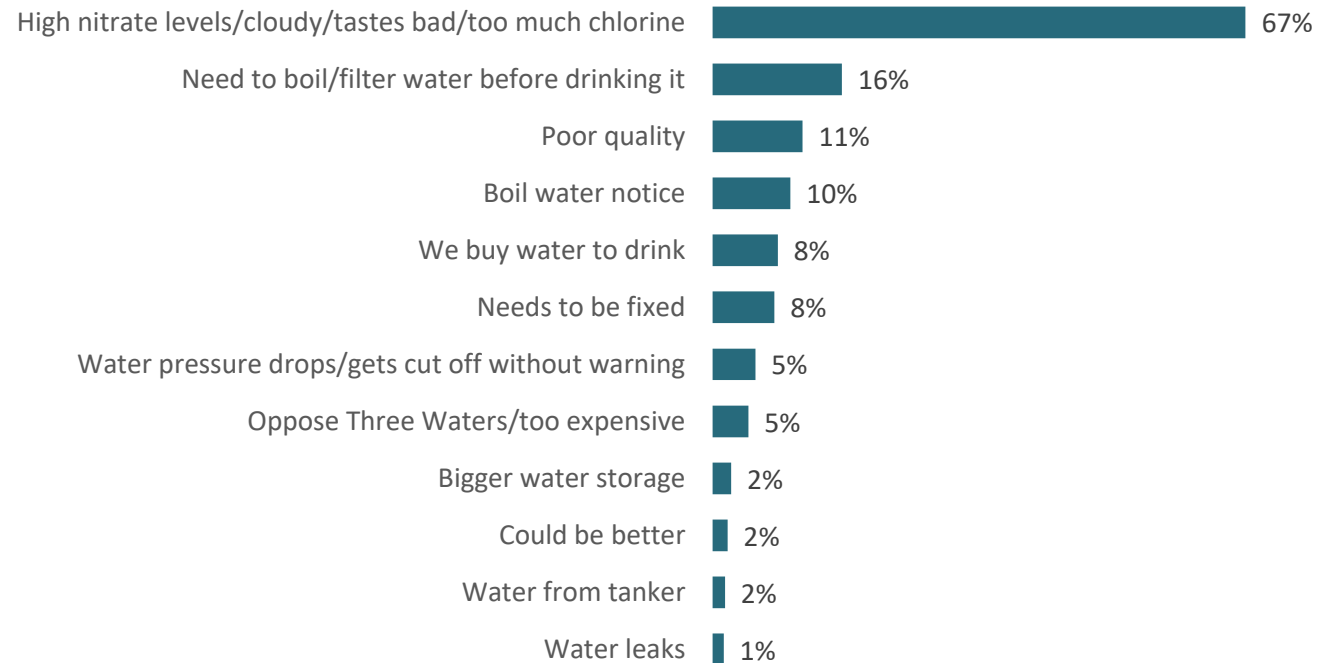 High nitrate levels/cloudy/tastes bad/too much chlorine 67%
Need to boil/filter water before drinking it 16%
Poor quality 11%
Boil water notice 10%
We buy water to drink 8%
Needs to be fixed 8%
Water pressure drops/gets cut off without warning 5%
Oppose Three Waters/too expensive 5%
Bigger water storage 2%
Could be better 2%
Water from tanker 2%
Water leaks 1%